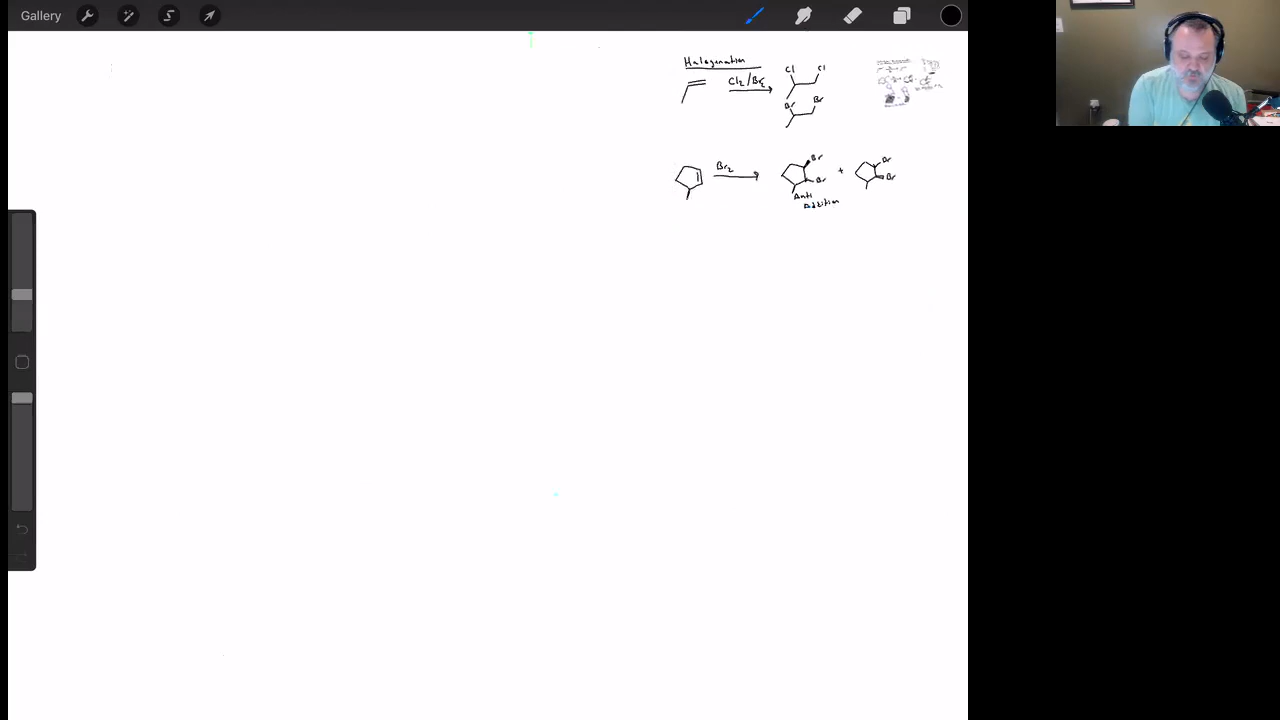 Gallery
Halogenation
Cl Cl
Cl2/Br2
Br Br
Br2
Br
Br
+
Br
Br
Anti
Addition